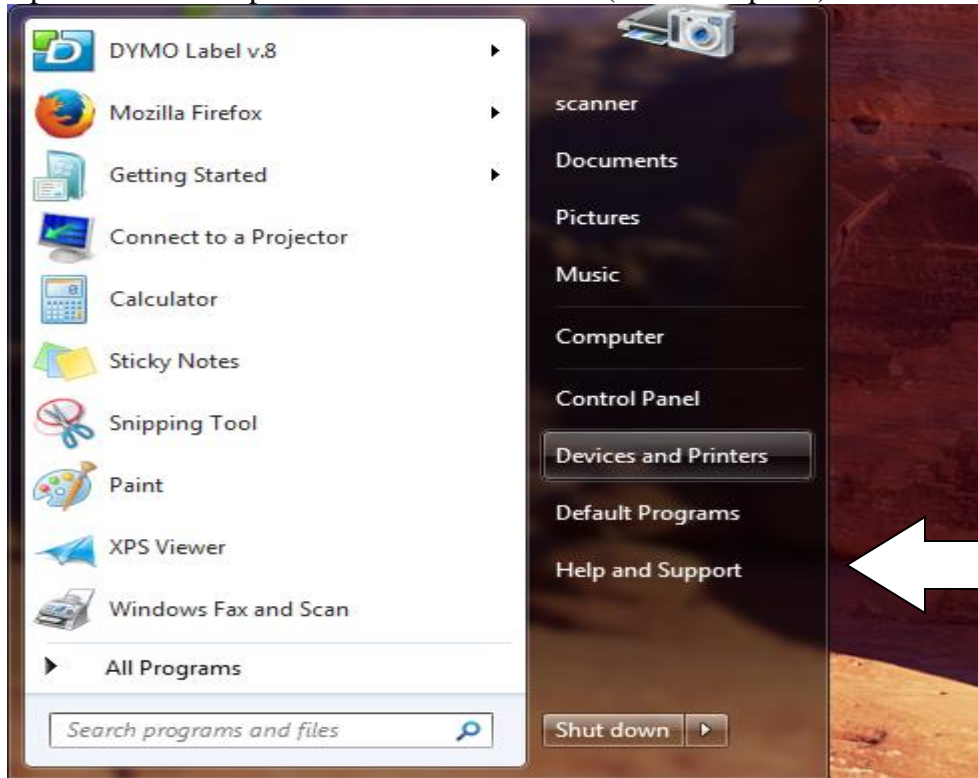 DYMO Label v.8
Mozilla Firefox
Getting Started
Connect to a Projector
Calculator
Sticky Notes
Snipping Tool
Paint
XPS Viewer
Windows Fax and Scan
All Programs
Search programs and files
scanner
Documents
Pictures
Music
Computer
Control Panel
Devices and Printers
Default Programs
Help and Support
Shut down